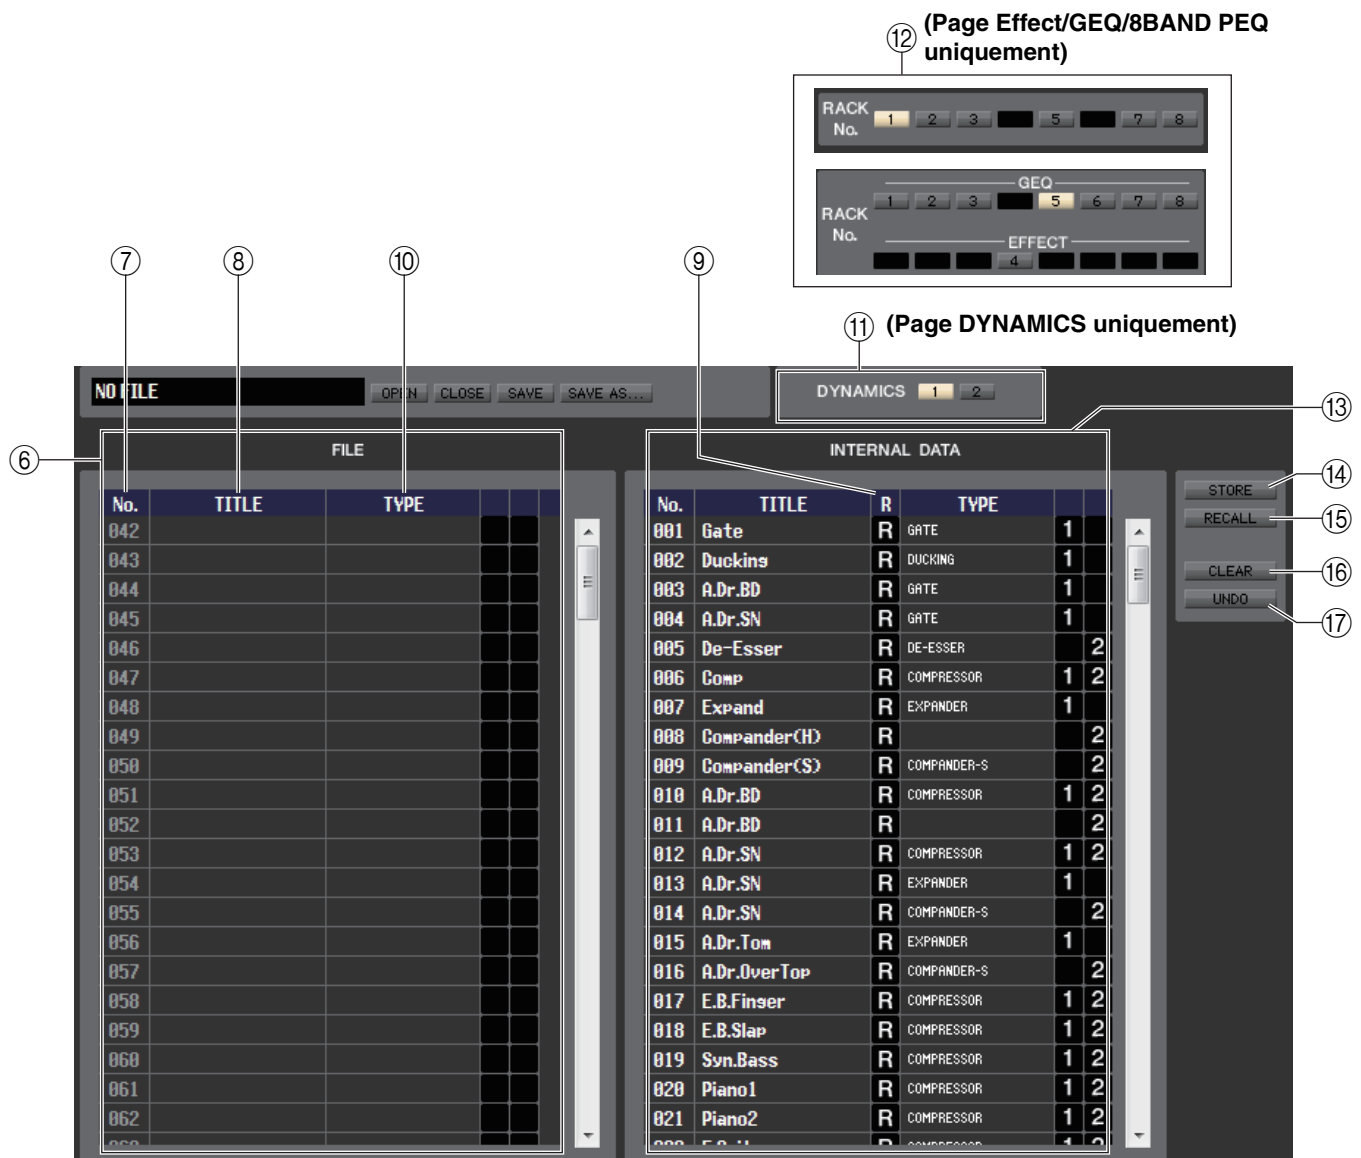 ⑫ (Page Effect/GEQ/8BAND PEQ
uniquement)
RACK No. 1 2 3 5 7 8
GEQ
RACK No. 1 2 3 5 6 7 8
EFFECT
4
⑦ ⑧ ⑩ ⑨
⑪ (Page DYNAMICS uniquement)
NO FILE OPEN CLOSE SAVE SAVE AS... DYNAMICS 1 2
⑬
⑥ FILE INTERNAL DATA
⑭ STORE
⑮ RECALL
⑯ CLEAR
⑰ UNDO
No. TITLE TYPE
042
043
044
045
046
047
048
049
050
051
052
053
054
055
056
057
058
059
060
061
062
No. TITLE R TYPE
001 Gate R GATE 1
002 Ducking R DUCKING 1
003 A.Dr.BD R GATE 1
004 A.Dr.SN R GATE 1
005 De-Esser R DE-ESSER 2
006 Comp R COMPRESSOR 1 2
007 Expand R EXPANDER 1
008 Compander(H) R 2
009 Compander(S) R COMPANDER-S 2
010 A.Dr.BD R COMPRESSOR 1 2
011 A.Dr.BD R 2
012 A.Dr.SN R COMPRESSOR 1 2
013 A.Dr.SN R EXPANDER 1
014 A.Dr.SN R COMPANDER-S 2
015 A.Dr.Tom R EXPANDER 1
016 A.Dr.OverTop R COMPANDER-S 2
017 E.B.Finger R COMPRESSOR 1 2
018 E.B.Slap R COMPRESSOR 1 2
019 Syn.Bass R COMPRESSOR 1 2
020 Piano1 R COMPRESSOR 1 2
021 Piano2 R COMPRESSOR 1 2